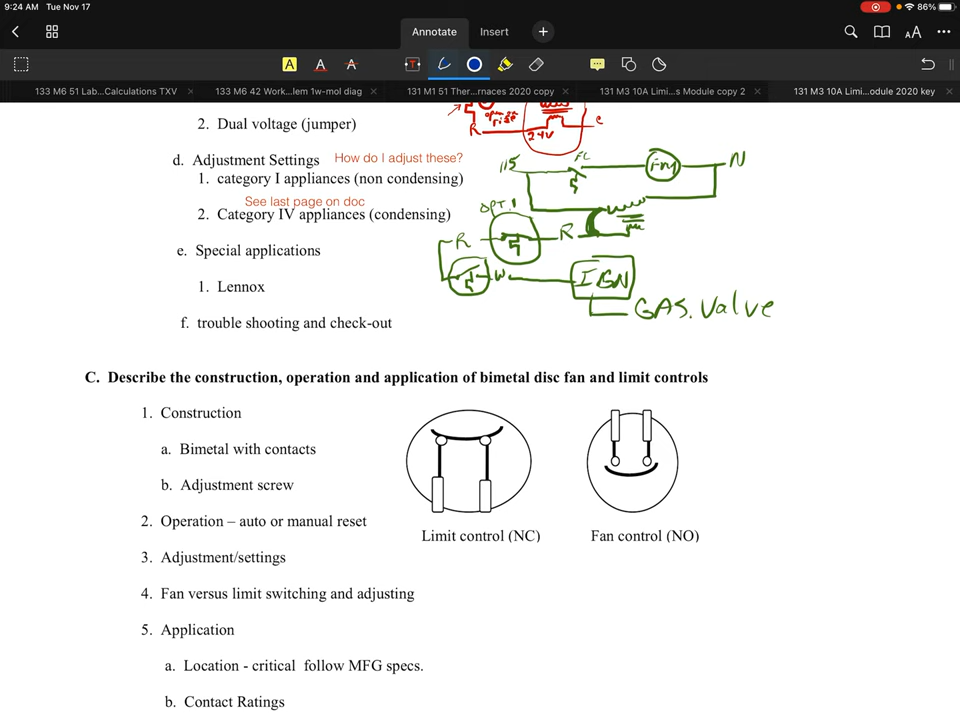 9:24 AM Tue Nov 17
86%
Annotate
Insert
AA
133 M6 51 Lab...Calculations TXV
133 M6 42 Work...lem 1w-mol diag
131 M1 51 Ther...rnaces 2020 copy
131 M3 10A Limi...s Module copy 2
131 M3 10A Limi...odule 2020 key
2. Dual voltage (jumper)
R
24V
c
d. Adjustment Settings
How do I adjust these?
115
FC
FM
N
1. category I appliances (non condensing)
See last page on doc
2. Category IV appliances (condensing)
OPT.1
R
R
e. Special applications
1. Lennox
W
IGN
GAS. Valve
f. trouble shooting and check-out
C. Describe the construction, operation and application of bimetal disc fan and limit controls
1. Construction
a. Bimetal with contacts
b. Adjustment screw
2. Operation – auto or manual reset
Limit control (NC)
Fan control (NO)
3. Adjustment/settings
4. Fan versus limit switching and adjusting
5. Application
a. Location - critical follow MFG specs.
b. Contact Ratings